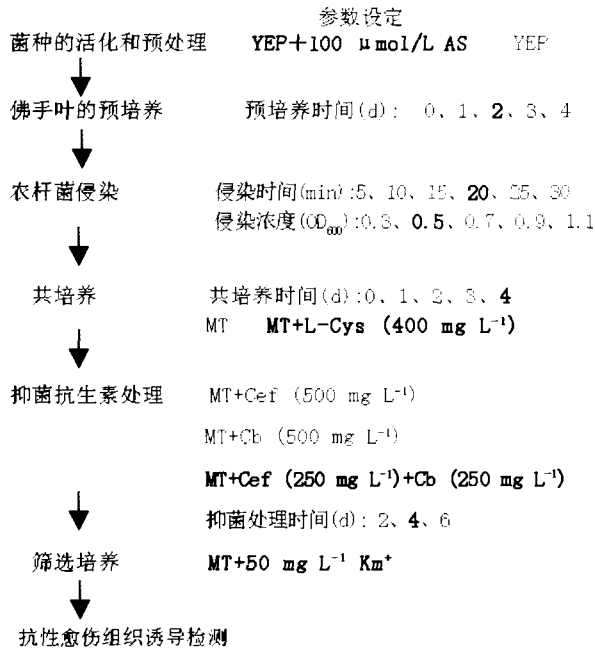 参数设定
菌种的活化和预处理 YEP+100 μmol/L AS YEP
佛手叶的预培养 预培养时间(d): 0、1、2、3、4
农杆菌侵染 侵染时间(min):5、10、15、20、25、30
侵染浓度(OD₆₀₀):0.3、0.5、0.7、0.9、1.1
共培养 共培养时间(d):0、1、2、3、4
MT MT+L-Cys (400 mg L⁻¹)
抑菌抗生素处理 MT+Cef (500 mg L⁻¹)
MT+Cb (500 mg L⁻¹)
MT+Cef (250 mg L⁻¹)+Cb (250 mg L⁻¹)
抑菌处理时间(d): 2、4、6
筛选培养 MT+50 mg L⁻¹ Km⁺
抗性愈伤组织诱导检测